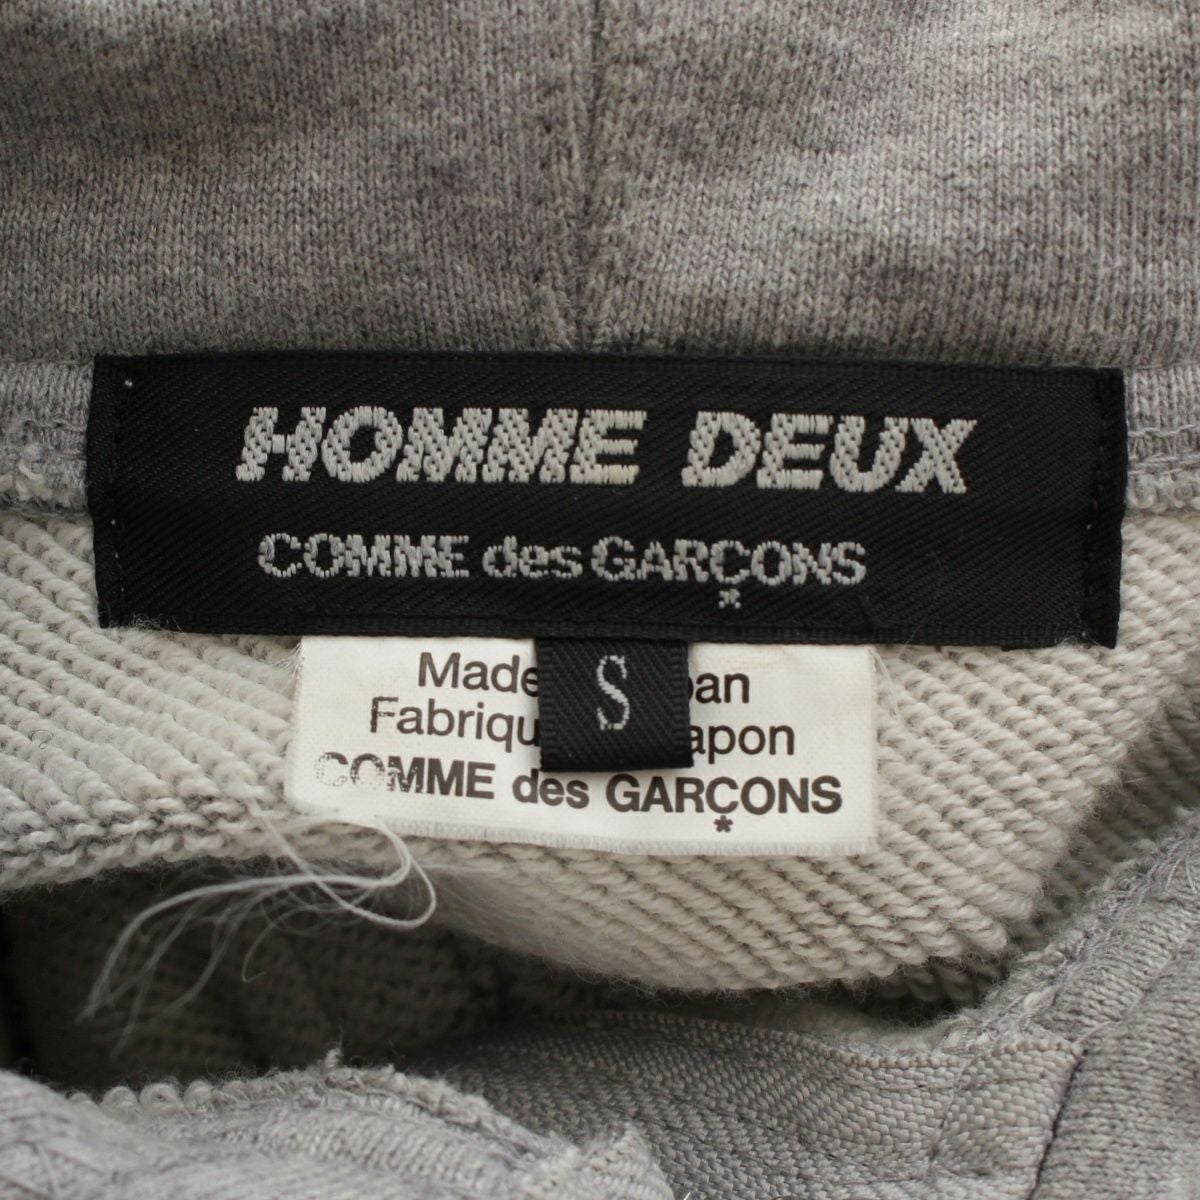 HOMME DEUX
COMME des GARÇONS
*
S
Made pan
Fabriqu apon
COMME des GARÇONS
*